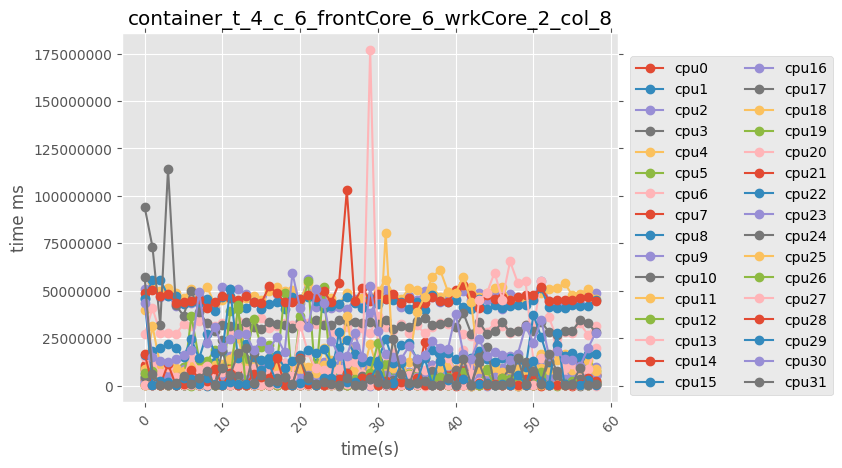 container_t_4_c_6_frontCore_6_wrkCore_2_col_8
time ms
175000000
150000000
125000000
100000000
75000000
50000000
25000000
0
0
10
20
30
40
50
60
time(s)
cpu0
cpu1
cpu2
cpu3
cpu4
cpu5
cpu6
cpu7
cpu8
cpu9
cpu10
cpu11
cpu12
cpu13
cpu14
cpu15
cpu16
cpu17
cpu18
cpu19
cpu20
cpu21
cpu22
cpu23
cpu24
cpu25
cpu26
cpu27
cpu28
cpu29
cpu30
cpu31